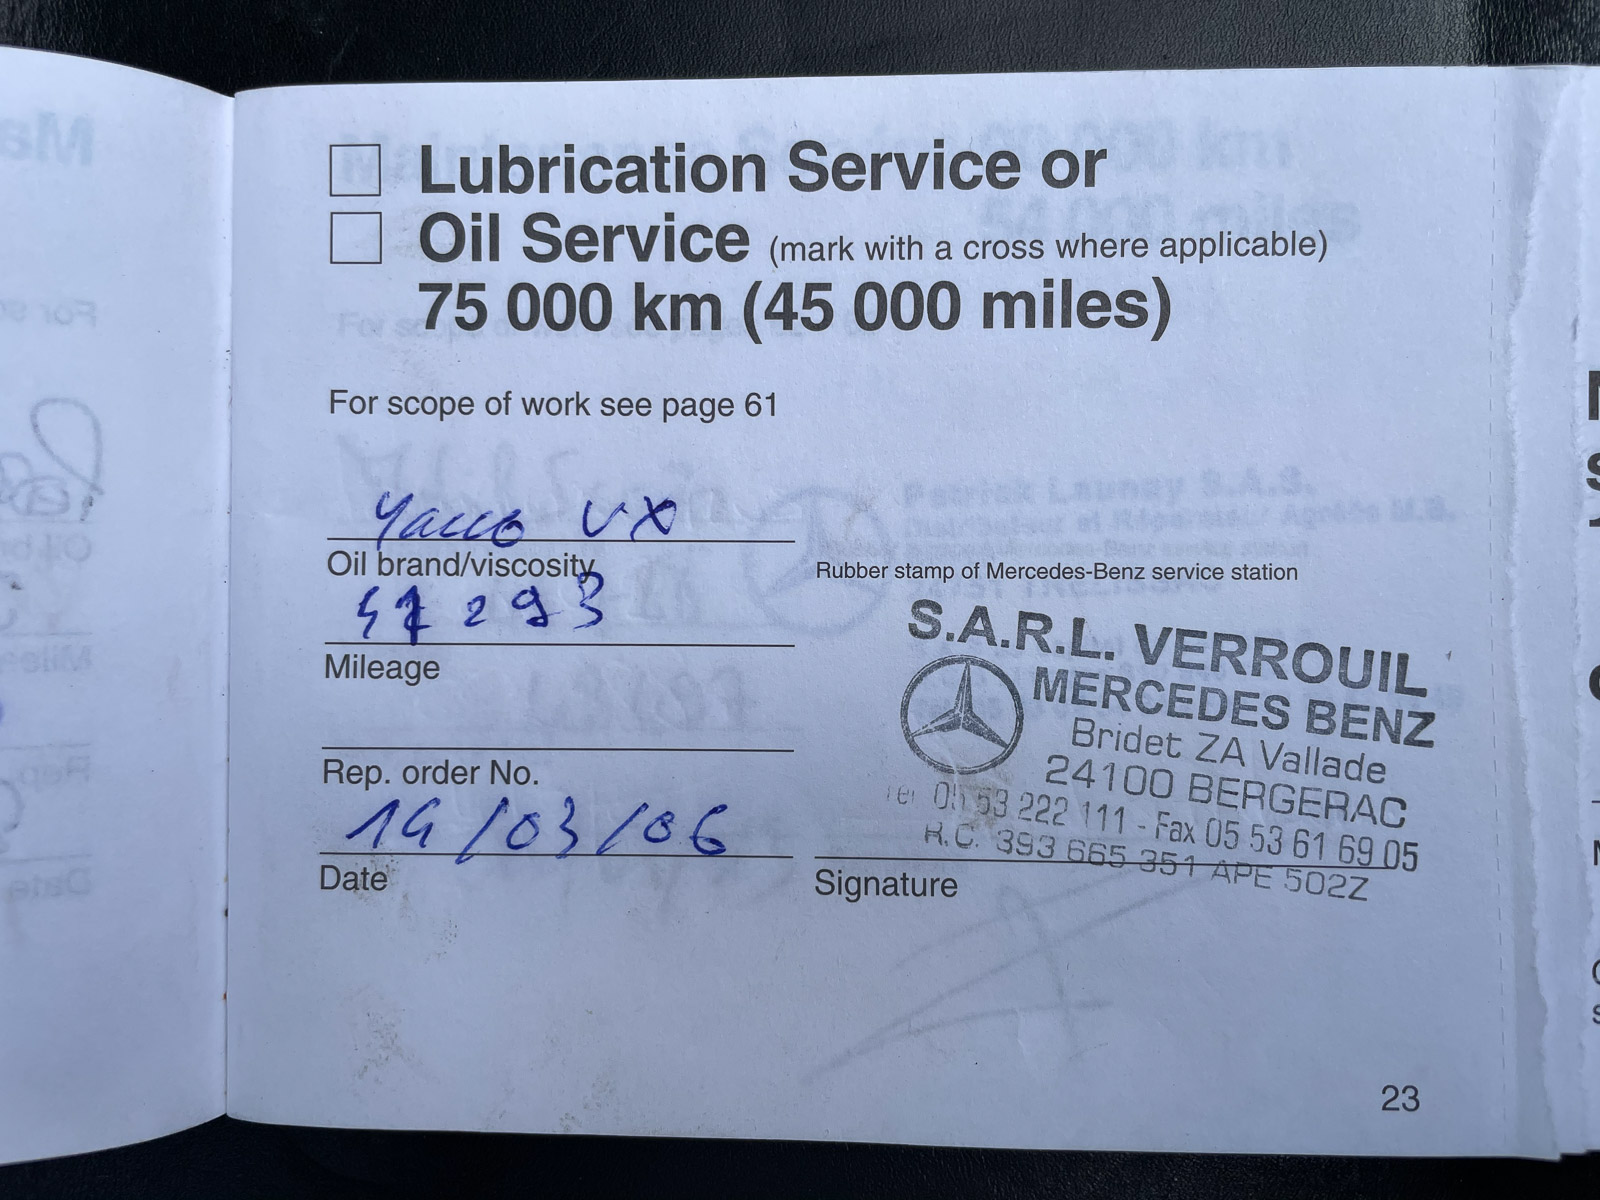 Lubrication Service or
Oil Service (mark with a cross where applicable)
75 000 km (45 000 miles)
For scope of work see page 61
Yacco VX
Oil brand/viscosity
Rubber stamp of Mercedes-Benz service station
293
Mileage
S.A.R.L. VERROUIL
MERCEDES BENZ
Bridet ZA Vallade
24100 BERGERAC
Tel 05 53 222 111 - Fax 05 53 61 69 05
R.C. 393 665 351 APE 502Z
Rep. order No.
/03/06
Date
Signature
23